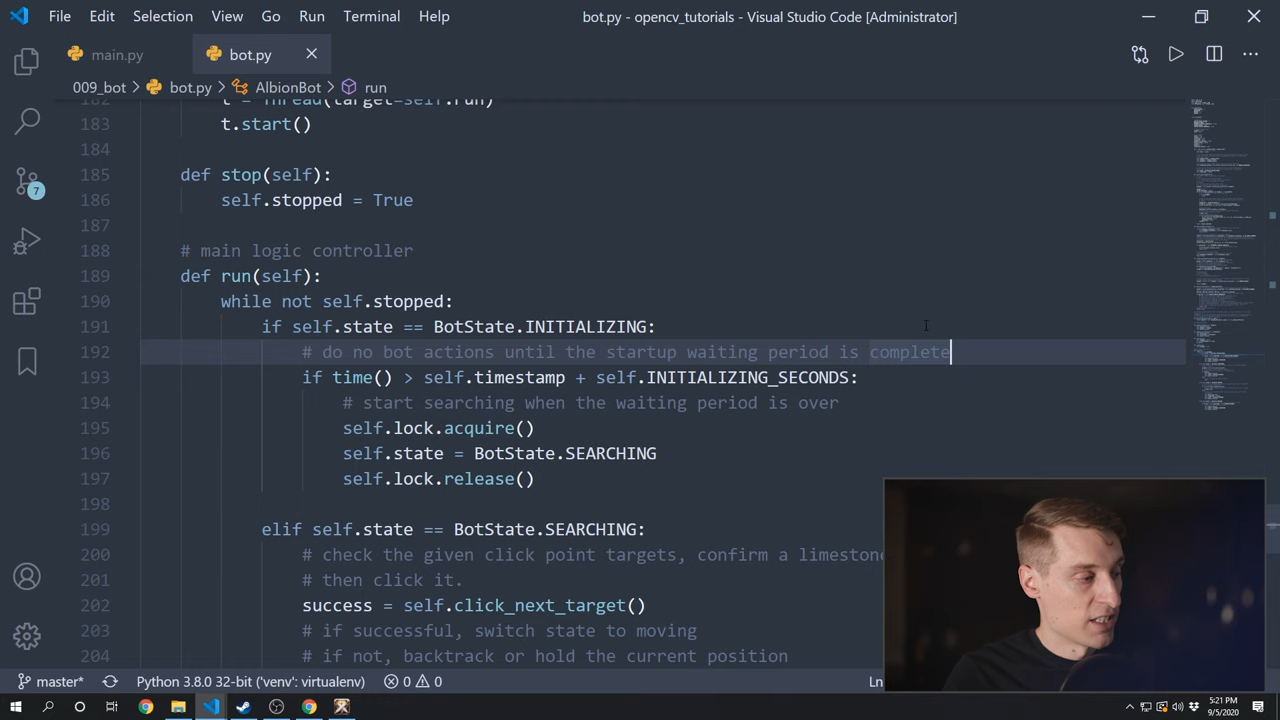 File Edit Selection View Go Run Terminal Help bot.py - opencv_tutorials - Visual Studio Code [Administrator]
main.py bot.py
009_bot > bot.py > AlbionBot > run
182 t = Thread(target=self.run)
183 t.start()
184
185 def stop(self):
186 self.stopped = True
187
188 # main logic controller
189 def run(self):
190 while not self.stopped:
191 if self.state == BotState.INITIALIZING:
192 # do no bot actions until the startup waiting period is complete
193 if time() > self.timestamp + self.INITIALIZING_SECONDS:
194 # start searching when the waiting period is over
195 self.lock.acquire()
196 self.state = BotState.SEARCHING
197 self.lock.release()
198
199 elif self.state == BotState.SEARCHING:
200 # check the given click point targets, confirm a limestone
201 # then click it.
202 success = self.click_next_target()
203 # if successful, switch state to moving
204 # if not, backtrack or hold the current position
7
master* Python 3.8.0 32-bit ('venv': virtualenv) 0 0 Ln
5:21 PM
9/5/2020